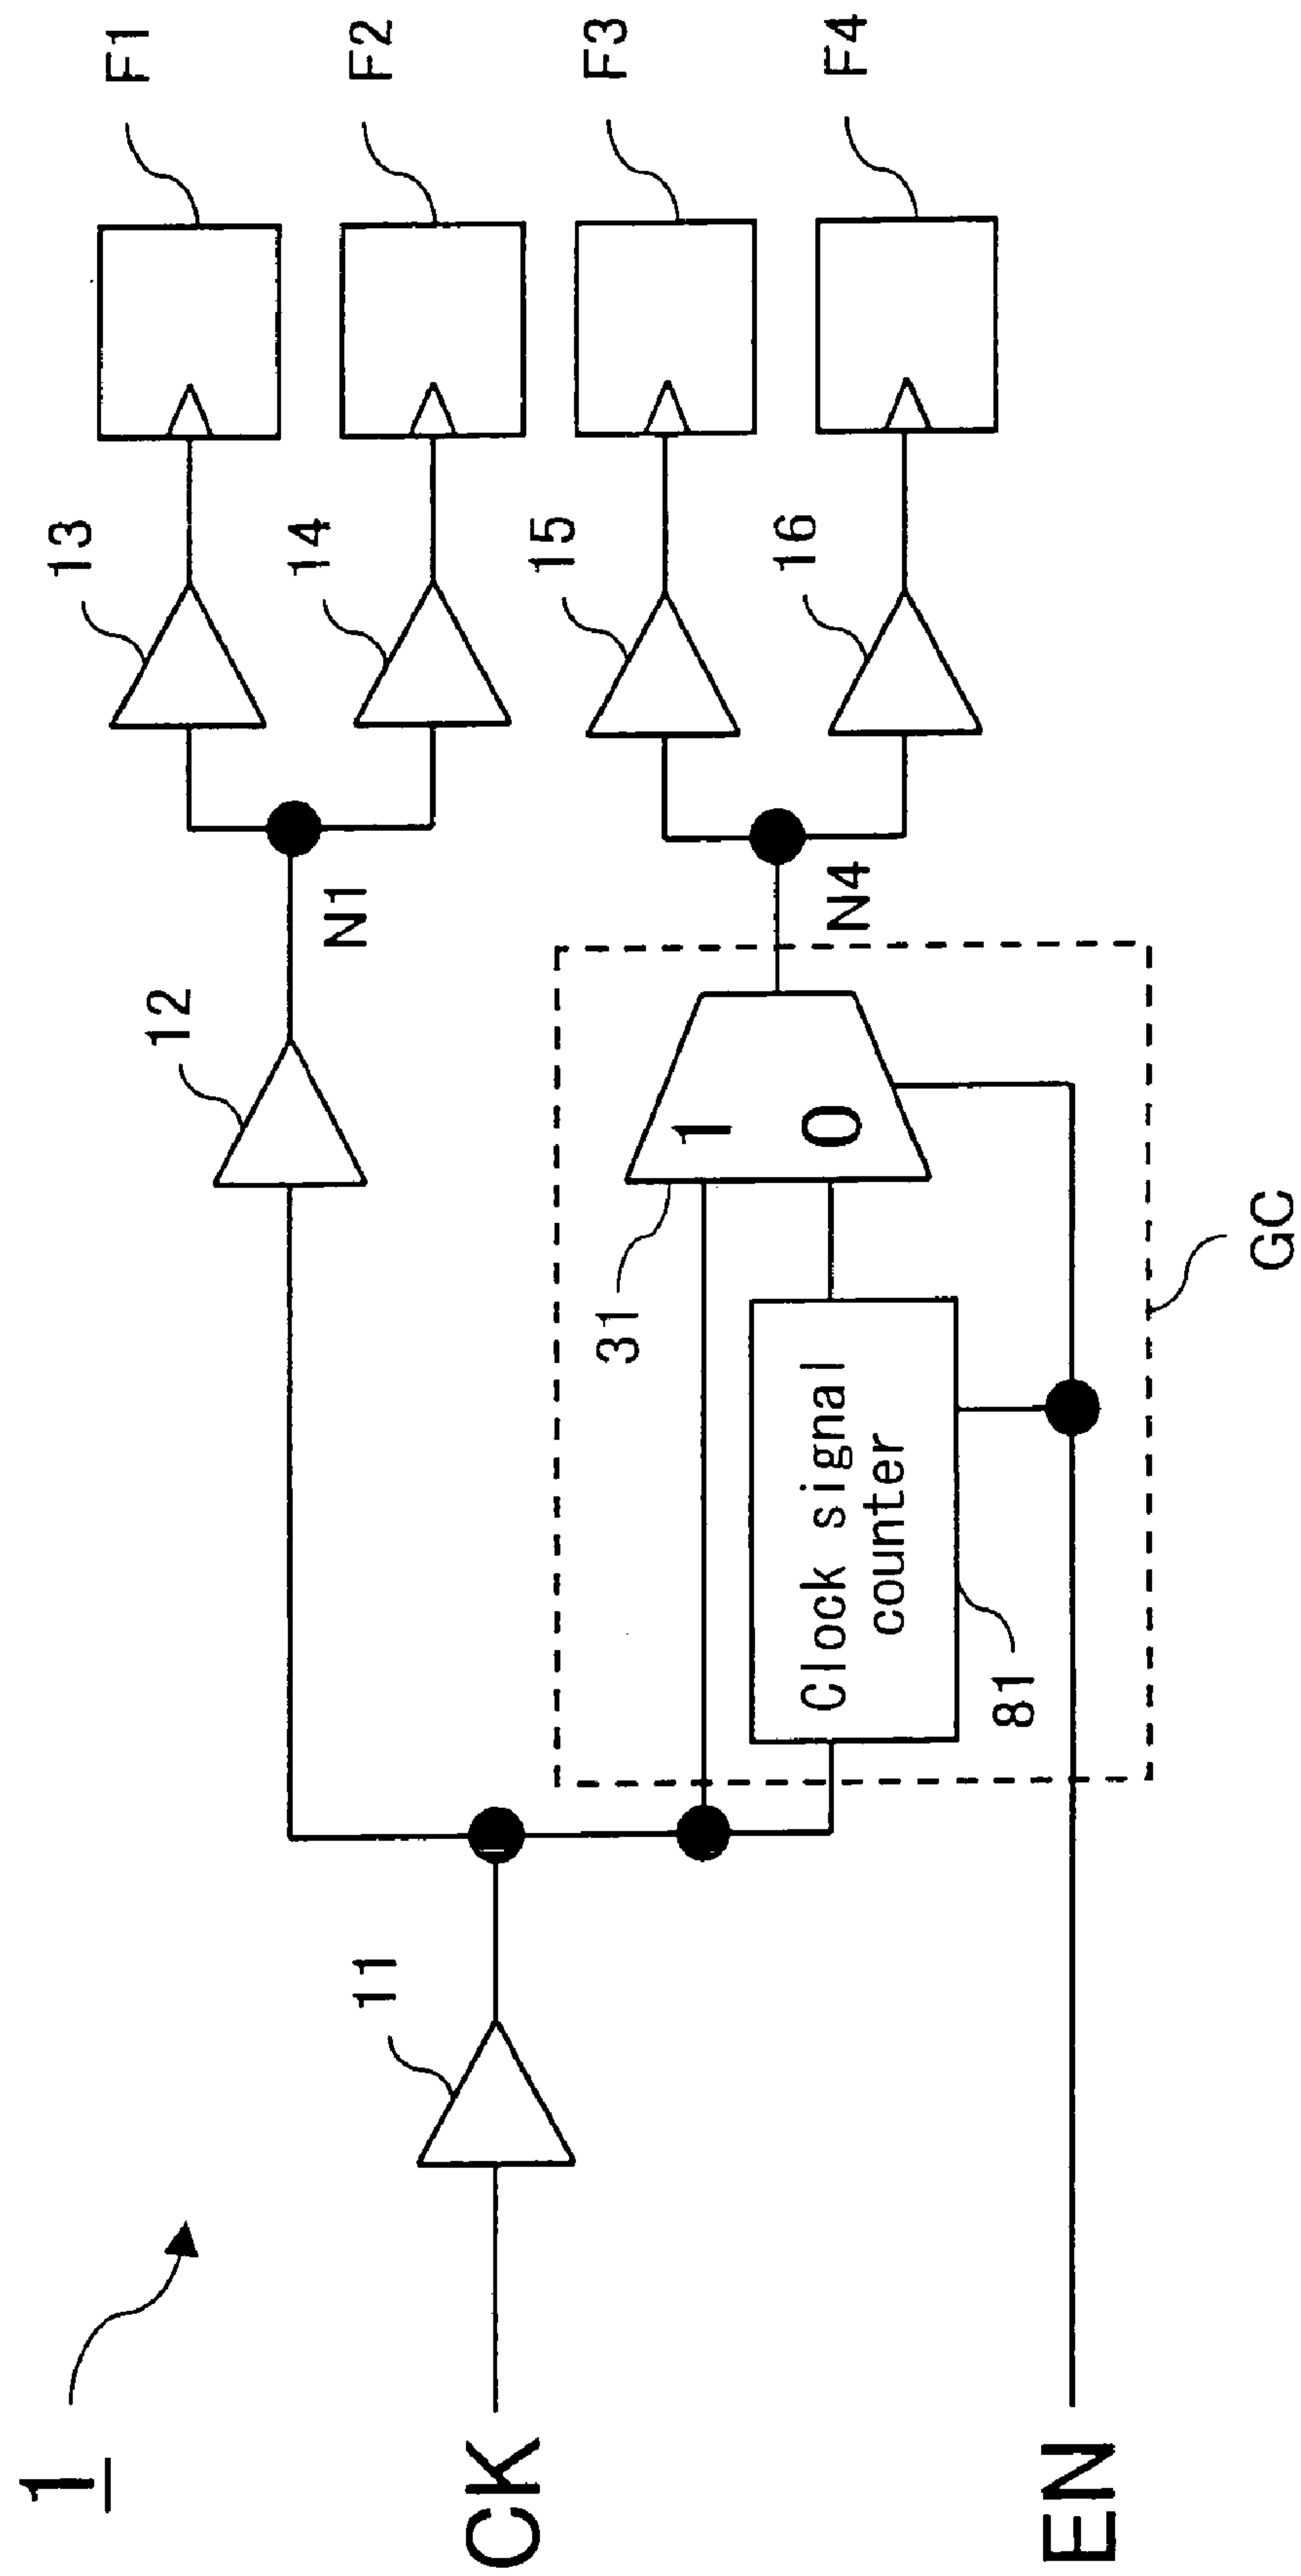 1
CK
EN
11
12
13
14
15
16
F1
F2
F3
F4
N1
N4
31
1
0
Clock signal
counter
81
GC